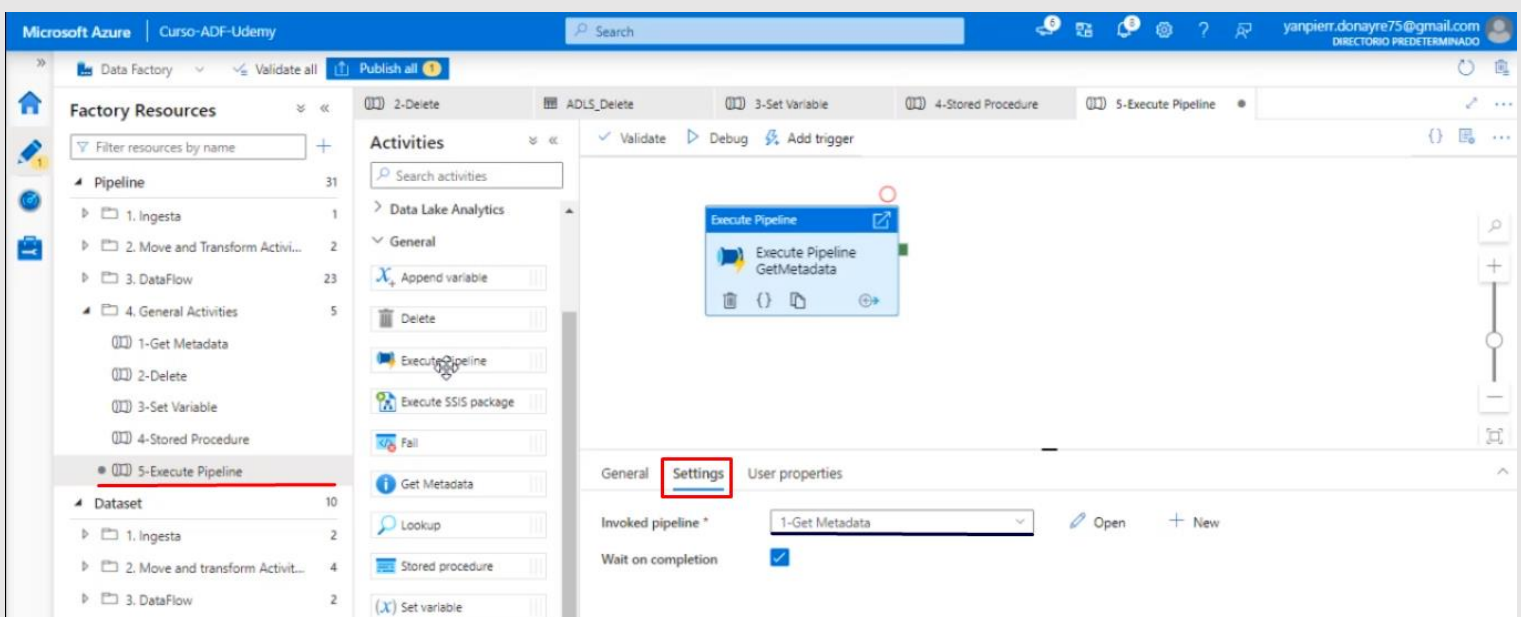 Microsoft Azure
Curso-ADF-Udemy
Search
6
8
yanpierr.donayre75@gmail.com
DIRECTORIO PREDETERMINADO
Data Factory
Validate all
Publish all 1
Factory Resources
Filter resources by name
1
Pipeline 31
1. Ingesta 1
2. Move and Transform Activi... 2
3. DataFlow 23
4. General Activities 5
1-Get Metadata
2-Delete
3-Set Variable
4-Stored Procedure
5-Execute Pipeline
Dataset 10
1. Ingesta 2
2. Move and transform Activit... 4
3. DataFlow 2
2-Delete
ADLS_Delete
3-Set Variable
4-Stored Procedure
5-Execute Pipeline
Activities
Search activities
Data Lake Analytics
General
Append variable
Delete
Execute Pipeline
Execute SSIS package
Fail
Get Metadata
Lookup
Stored procedure
(X) Set variable
Validate
Debug
Add trigger
Execute Pipeline
Execute Pipeline
GetMetadata
General
Settings
User properties
Invoked pipeline *
1-Get Metadata
Open
New
Wait on completion